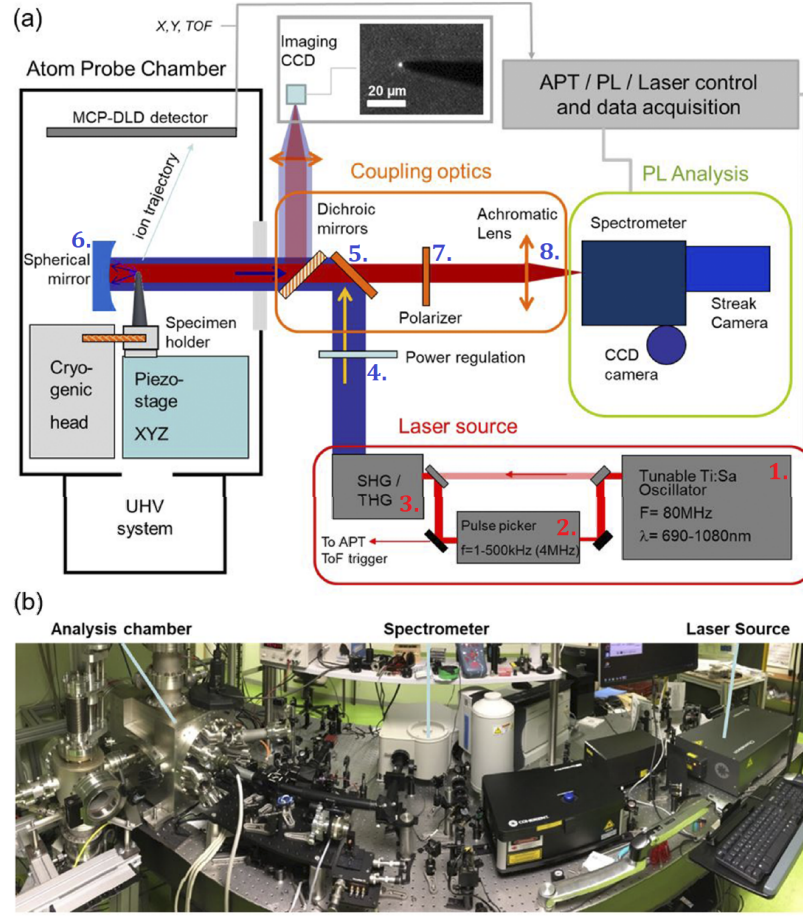 (a)
X,Y, TOF
Imaging
CCD
20 µm
APT / PL / Laser control
and data acquisition
Atom Probe Chamber
MCP-DLD detector
ion trajectory
Coupling optics
PL Analysis
Dichroic
mirrors
Achromatic
Lens
Spectrometer
6.
5.
7.
8.
Spherical
mirror
Polarizer
Streak
Camera
Specimen
holder
CCD
camera
Power regulation
4.
Cryo-
genic
head
Piezo-
stage
XYZ
Laser source
UHV
system
SHG /
THG
3.
Tunable Ti:Sa
Oscillator
F= 80MHz
λ= 690-1080nm
1.
Pulse picker
f=1-500kHz (4MHz)
2.
To APT
ToF trigger
(b)
Analysis chamber
Spectrometer
Laser Source
COHERENT